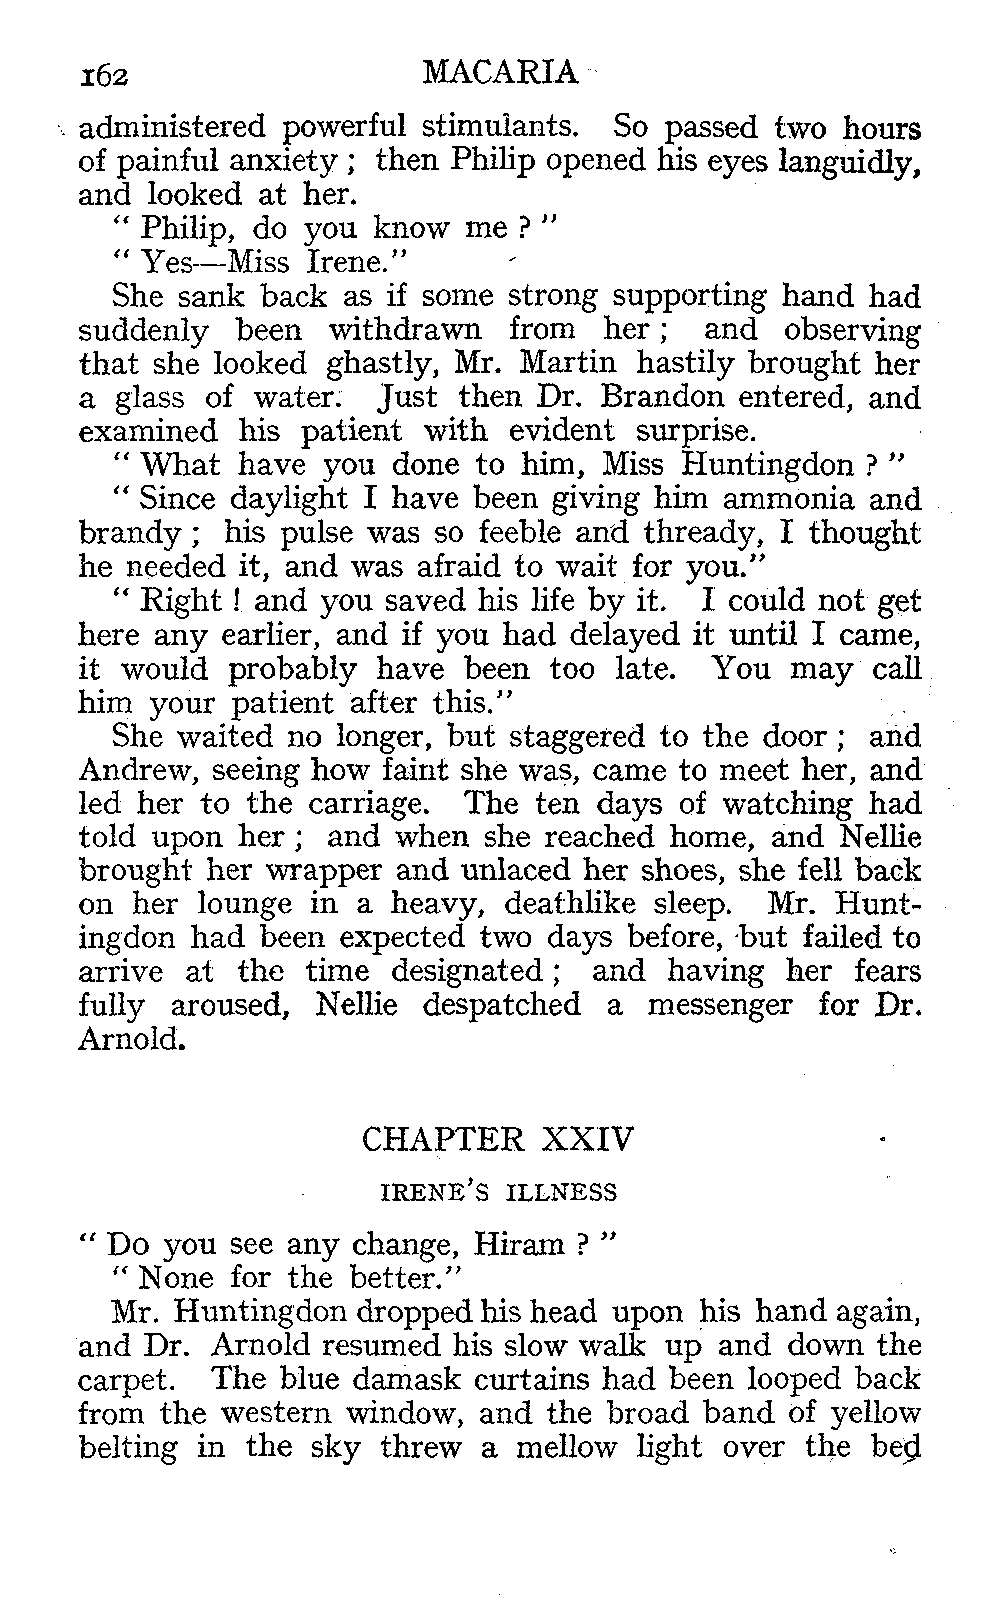 162 MACARIA
administered powerful stimulants. So passed two hours
of painful anxiety ; then Philip opened his eyes languidly,
and looked at her.
“ Philip, do you know me ? ”
“ Yes—Miss Irene.”
She sank back as if some strong supporting hand had
suddenly been withdrawn from her ; and observing
that she looked ghastly, Mr. Martin hastily brought her
a glass of water. Just then Dr. Brandon entered, and
examined his patient with evident surprise.
“ What have you done to him, Miss Huntingdon ? ”
“ Since daylight I have been giving him ammonia and
brandy ; his pulse was so feeble and thready, I thought
he needed it, and was afraid to wait for you.”
“ Right ! and you saved his life by it. I could not get
here any earlier, and if you had delayed it until I came,
it would probably have been too late. You may call
him your patient after this.”
She waited no longer, but staggered to the door ; and
Andrew, seeing how faint she was, came to meet her, and
led her to the carriage. The ten days of watching had
told upon her ; and when she reached home, and Nellie
brought her wrapper and unlaced her shoes, she fell back
on her lounge in a heavy, deathlike sleep. Mr. Hunt-
ingdon had been expected two days before, but failed to
arrive at the time designated ; and having her fears
fully aroused, Nellie despatched a messenger for Dr.
Arnold.
CHAPTER XXIV
IRENE'S ILLNESS
“ Do you see any change, Hiram ? ”
“ None for the better.”
Mr. Huntingdon dropped his head upon his hand again,
and Dr. Arnold resumed his slow walk up and down the
carpet. The blue damask curtains had been looped back
from the western window, and the broad band of yellow
belting in the sky threw a mellow light over the bed